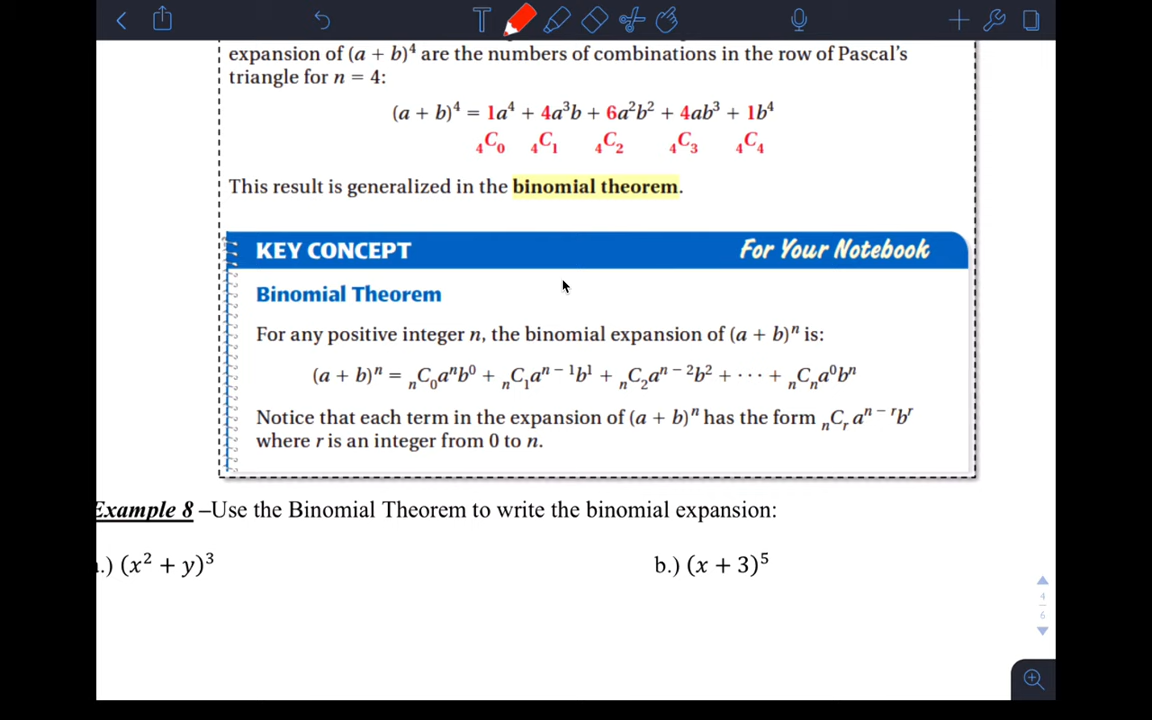 expansion of (a + b)⁴ are the numbers of combinations in the row of Pascal's
triangle for n = 4:
(a + b)⁴ = 1a⁴ + 4a³b + 6a²b² + 4ab³ + 1b⁴
₄C₀ ₄C₁ ₄C₂ ₄C₃ ₄C₄
This result is generalized in the binomial theorem.
KEY CONCEPT For Your Notebook
Binomial Theorem
For any positive integer n, the binomial expansion of (a + b)ⁿ is:
(a + b)ⁿ = ₙC₀aⁿb⁰ + ₙC₁aⁿ⁻¹b¹ + ₙC₂aⁿ⁻²b² + · · · + ₙCₙa⁰bⁿ
Notice that each term in the expansion of (a + b)ⁿ has the form ₙCᵣaⁿ⁻ʳbʳ
where r is an integer from 0 to n.
Example 8 –Use the Binomial Theorem to write the binomial expansion:
.) (x² + y)³ b.) (x + 3)⁵
4
6